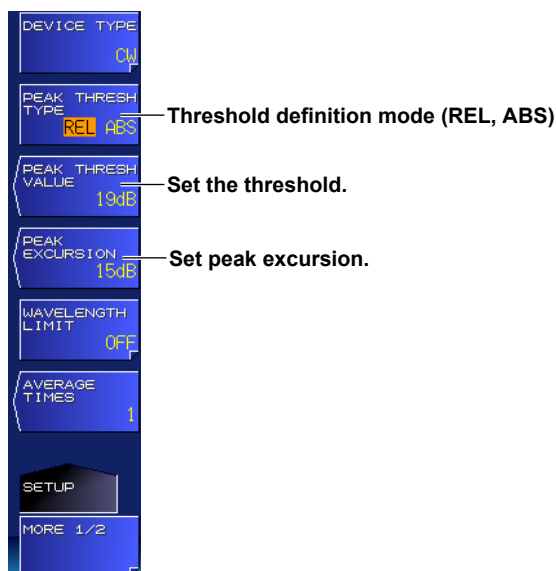 DEVICE TYPE
CW
PEAK THRESH
TYPE
REL ABS
Threshold definition mode (REL, ABS)
PEAK THRESH
VALUE
19dB
Set the threshold.
PEAK
EXCURSION
15dB
Set peak excursion.
WAVELENGTH
LIMIT
OFF
AVERAGE
TIMES
1
SETUP
MORE 1/2